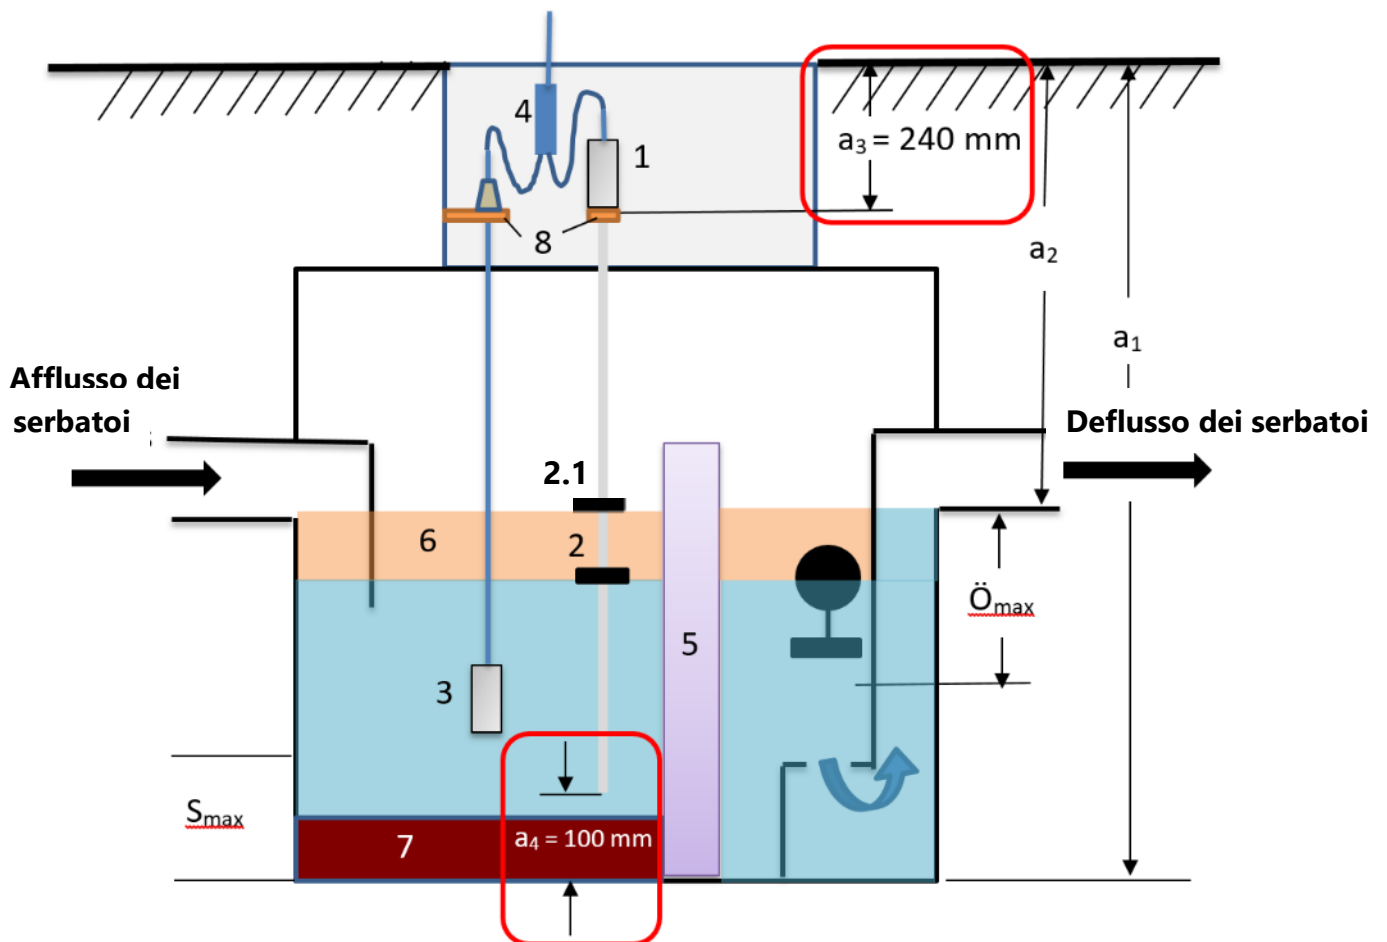 4
1
a₃ = 240 mm
8
a₂
a₁
Afflusso dei
serbatoi
Deflusso dei serbatoi
2.1
6
2
Ömax
5
3
Smax
7
a₄ = 100 mm